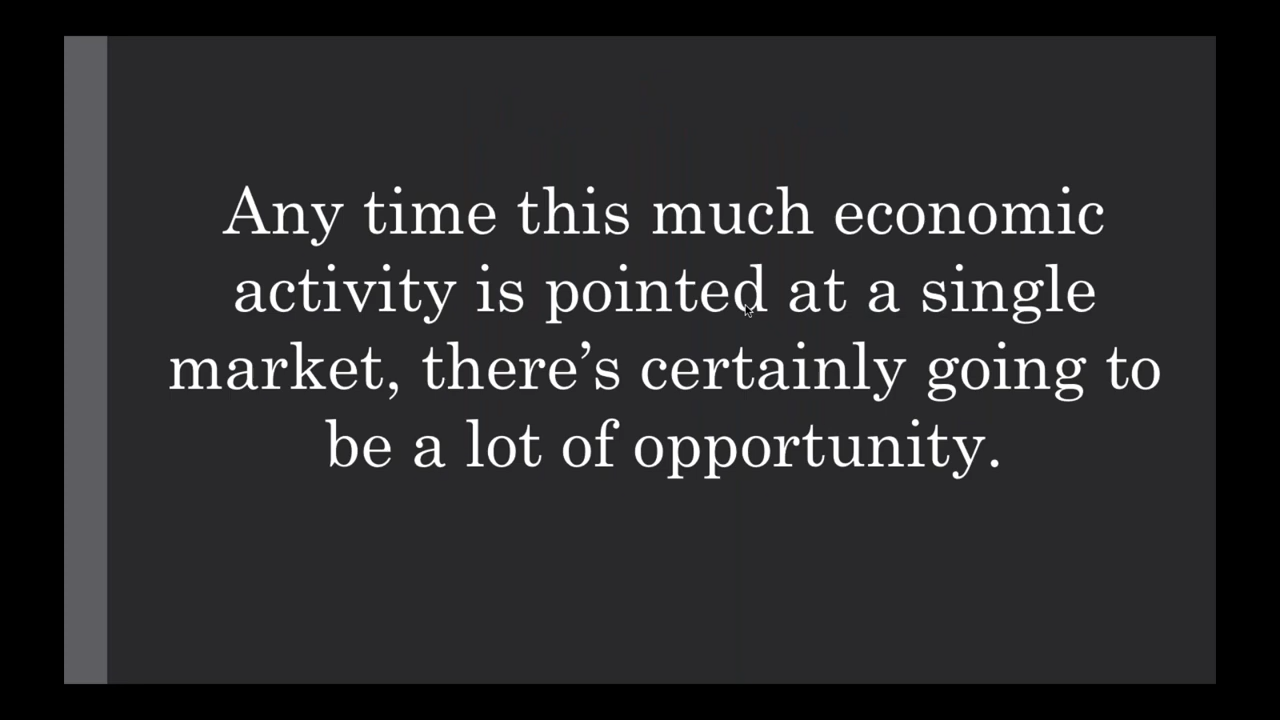 Any time this much economic
activity is pointed at a single
market, there’s certainly going to
be a lot of opportunity.